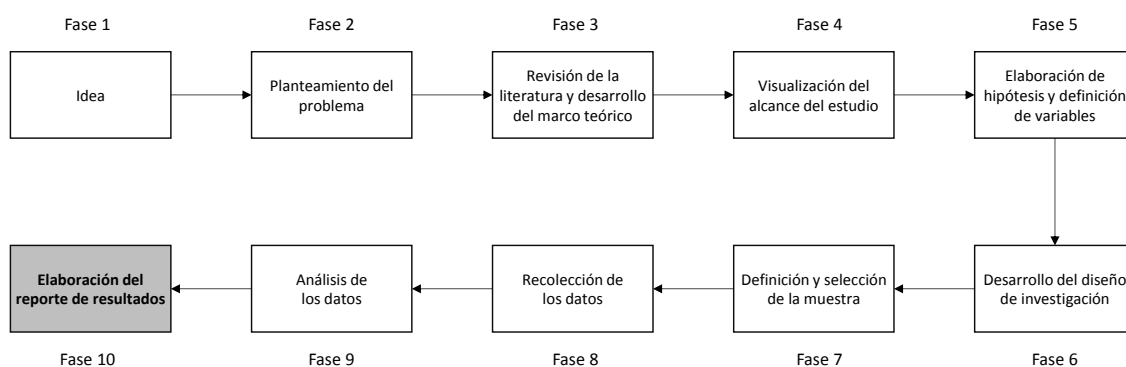 Fase 1
Fase 2
Fase 3
Fase 4
Fase 5
Idea
Planteamiento del
problema
Revisión de la
literatura y desarrollo
del marco teórico
Visualización del
alcance del estudio
Elaboración de
hipótesis y definición
de variables
Elaboración del
reporte de resultados
Análisis de
los datos
Recolección de
los datos
Definición y selección
de la muestra
Desarrollo del diseño
de investigación
Fase 10
Fase 9
Fase 8
Fase 7
Fase 6